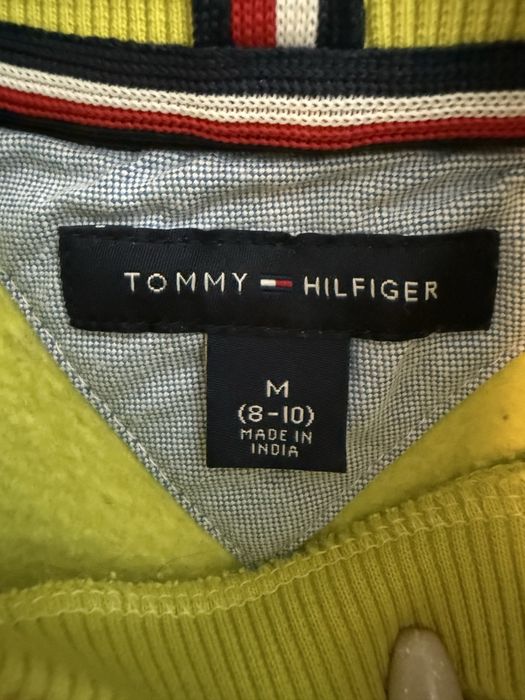 TOMMY HILFIGER
M
(8-10)
MADE IN
INDIA